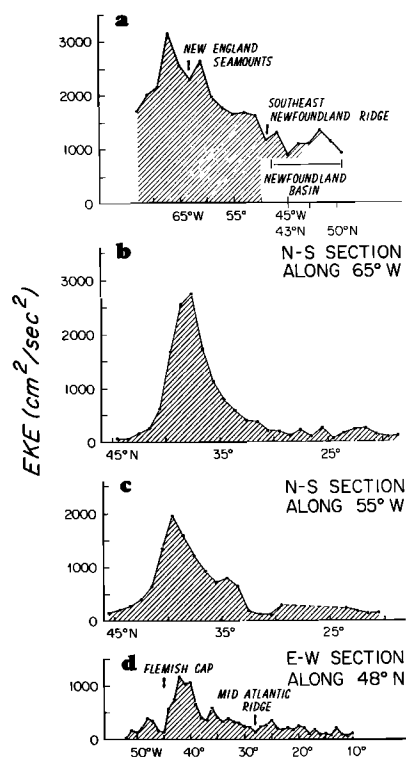 a
3000
2000
1000
0
NEW ENGLAND
SEAMOUNTS
SOUTHEAST
NEWFOUNDLAND RIDGE
NEWFOUNDLAND
BASIN
65°W
55°
45°W
43°N
50°N
b
N-S SECTION
ALONG 65° W
3000
2000
1000
0
45°N
35°
25°
EKE (cm²/sec²)
c
N-S SECTION
ALONG 55° W
2000
1000
0
45°N
35°
25°
d
FLEMISH CAP
E-W SECTION
ALONG 48° N
MID ATLANTIC
RIDGE
1000
0
50°W
40°
30°
20°
10°